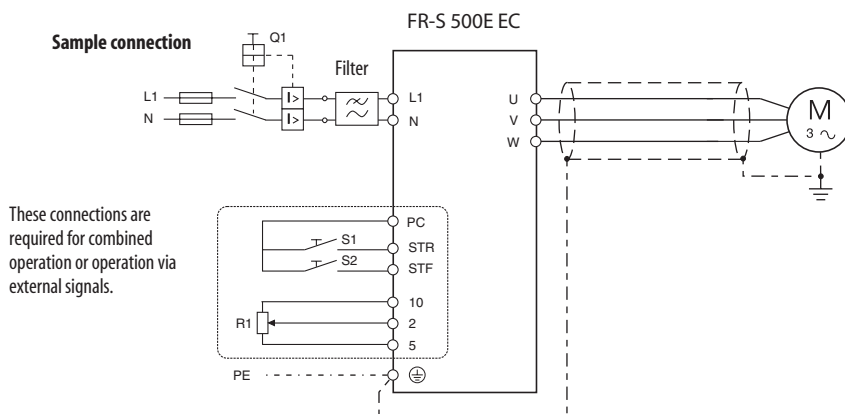 FR-S 500E EC
Sample connection
Q1
Filter
L1
I>
L1
U
N
I>
N
V
W
M
3 ~
These connections are
required for combined
operation or operation via
external signals.
PC
S1
STR
S2
STF
10
R1
2
5
PE